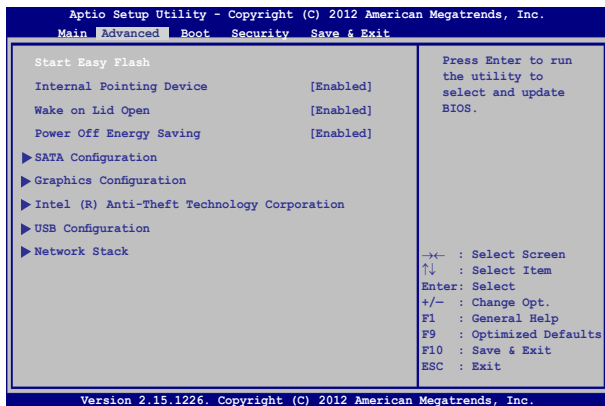 Aptio Setup Utility - Copyright (C) 2012 American Megatrends, Inc.
Main Advanced Boot Security Save & Exit
Start Easy Flash
Internal Pointing Device [Enabled]
Wake on Lid Open [Enabled]
Power Off Energy Saving [Enabled]
SATA Configuration
Graphics Configuration
Intel (R) Anti-Theft Technology Corporation
USB Configuration
Network Stack
Press Enter to run
the utility to
select and update
BIOS.
→← : Select Screen
↑↓ : Select Item
Enter: Select
+/— : Change Opt.
F1 : General Help
F9 : Optimized Defaults
F10 : Save & Exit
ESC : Exit
Version 2.15.1226. Copyright (C) 2012 American Megatrends, Inc.